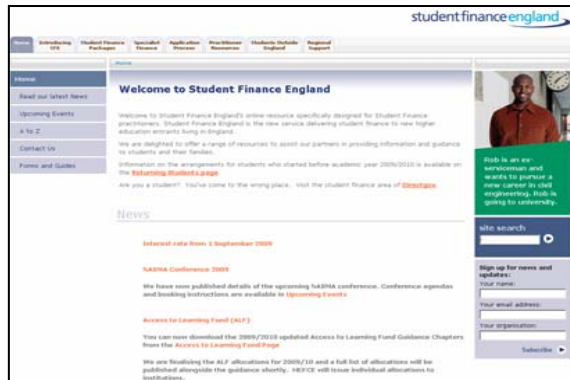 studentfinanceengland
Home
Introducing SFE
Student Finance Packages
Specialist Finance
Application Process
Practitioner Resources
Students Outside England
Regional Support
Home
Home
Read our latest News
Upcoming Events
A to Z
Contact Us
Forms and Guides
Welcome to Student Finance England
Welcome to Student Finance England's online resource specifically designed for Student Finance
practitioners. Student Finance England is the new service delivering student finance to new higher
education entrants living in England.
We are delighted to offer a range of resources to assist our partners in providing information and guidance
to students and their families.
Information on the arrangements for students who started before academic year 2009/2010 is available on
the Returning Students page.
Are you a student? You've come to the wrong place. Visit the student finance area of Directgov.
News
Interest rate from 1 September 2009
NASMA Conference 2009
We have now published details of the upcoming NASMA conference. Conference agendas
and booking instructions are available in Upcoming Events
Access to Learning Fund (ALF)
You can now download the 2009/2010 updated Access to Learning Fund Guidance Chapters
from the Access to Learning Fund Page
We are finalising the ALF allocations for 2009/10 and a full list of allocations will be
published alongside the guidance shortly. HEFCE will issue individual allocations to
institutions.
Rob is an ex-
serviceman and
wants to pursue a
new career in civil
engineering. Rob is
going to university.
site search
Sign up for news and
updates:
Your name:
Your email address:
Your organisation:
Subscribe